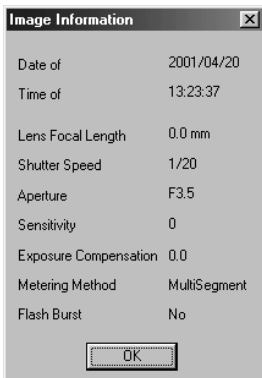 Image Information
Date of 2001/04/20
Time of 13:23:37
Lens Focal Length 0.0 mm
Shutter Speed 1/20
Aperture F3.5
Sensitivity 0
Exposure Compensation 0.0
Metering Method MultiSegment
Flash Burst No
OK